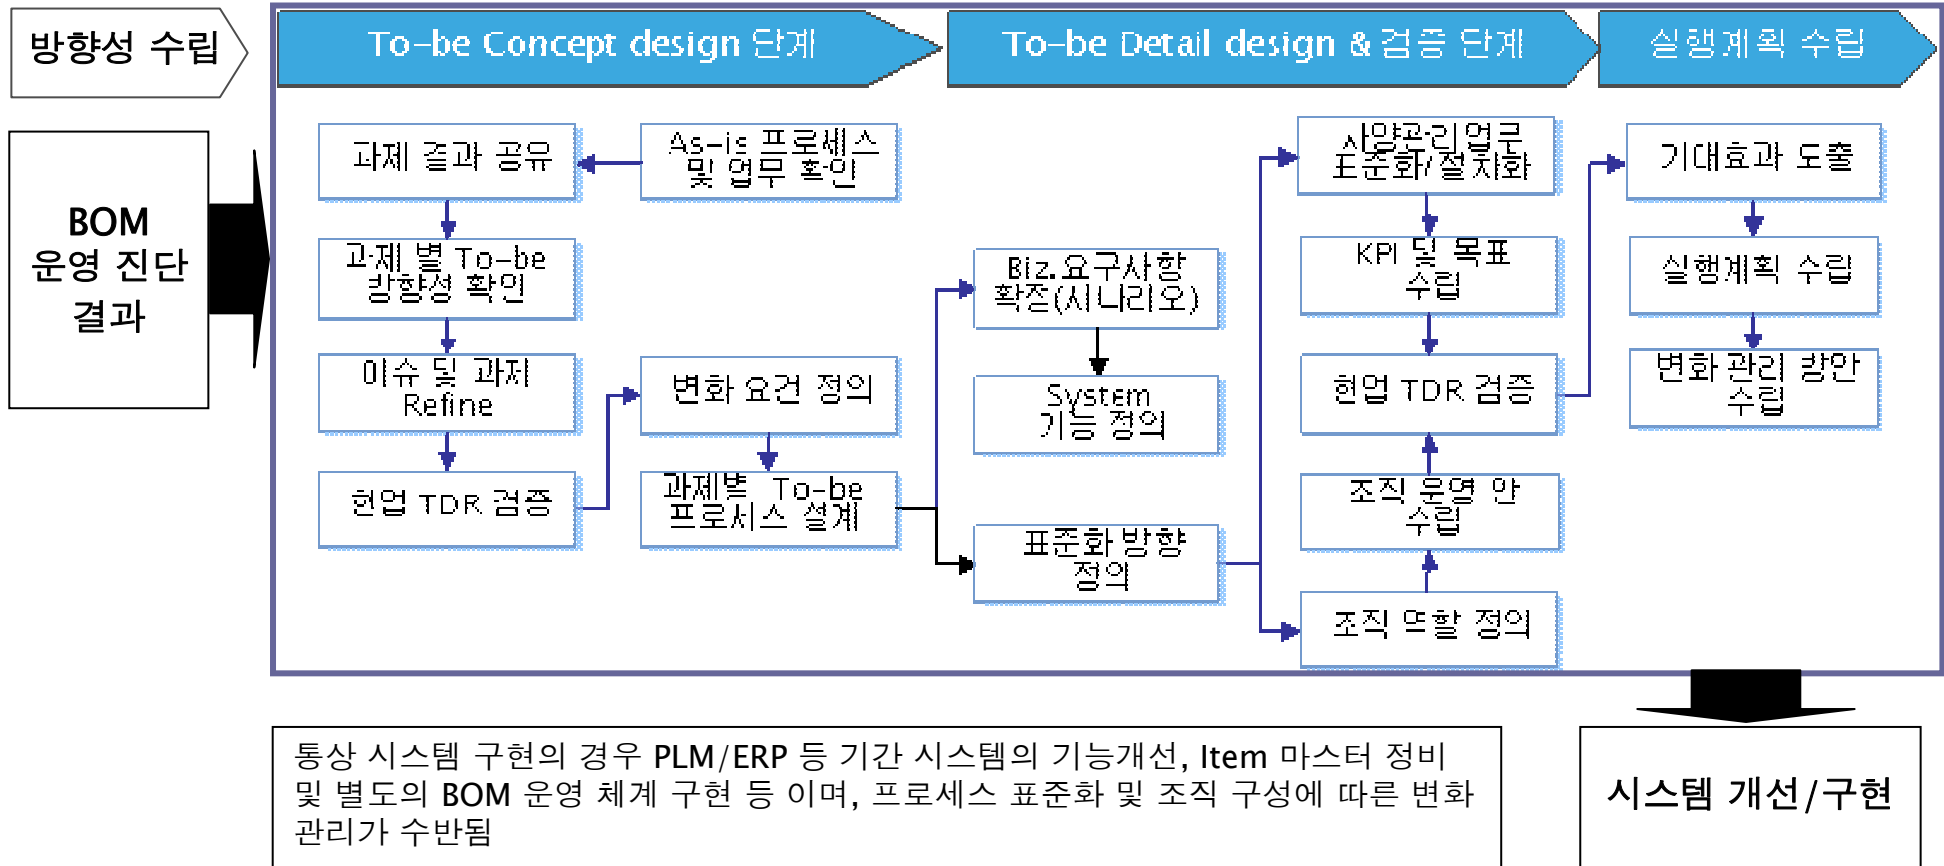 방향성 수립
To-be Concept design 단계
To-be Detail design & 검증 단계
실행계획 수립
BOM
운영 진단
결과
과제 결과 공유
As-is 프로세스
및 업무 확인
과제 별 To-be
방향성 확인
이슈 및 과제
Refine
현업 TDR 검증
변화 요건 정의
과제별 To-be
프로세스 설계
Biz.요구사항
확정(시나리오)
System
기능 정의
표준화 방향
정의
사양관리업무
표준화/절차화
KPI 및 목표
수립
현업 TDR 검증
조직 운영 안
수립
조직 역할 정의
기대효과 도출
실행계획 수립
변화 관리 방안
수립
통상 시스템 구현의 경우 PLM/ERP 등 기간 시스템의 기능개선, Item 마스터 정비
및 별도의 BOM 운영 체계 구현 등 이며, 프로세스 표준화 및 조직 구성에 따른 변화
관리가 수반됨
시스템 개선/구현